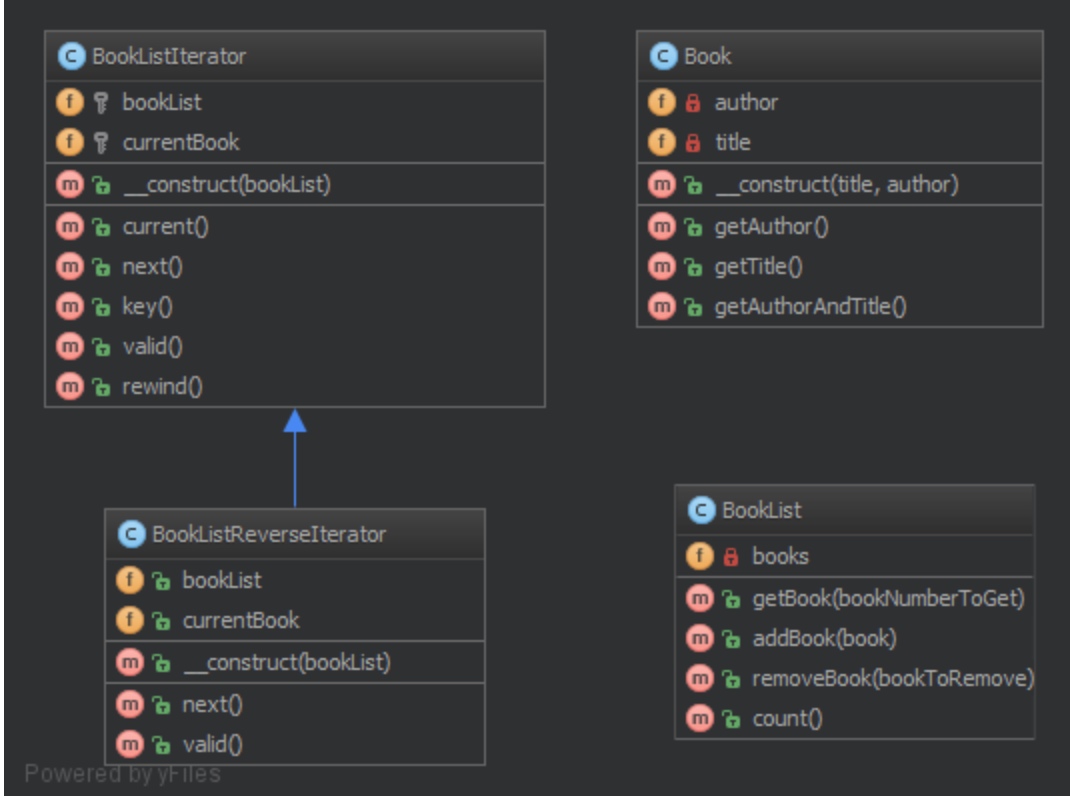 BookListIterator
bookList
currentBook
__construct(bookList)
current()
next()
key()
valid()
rewind()
Book
author
title
__construct(title, author)
getAuthor()
getTitle()
getAuthorAndTitle()
BookListReverseIterator
bookList
currentBook
__construct(bookList)
next()
valid()
BookList
books
getBook(bookNumberToGet)
addBook(book)
removeBook(bookToRemove)
count()
Powered by yFiles